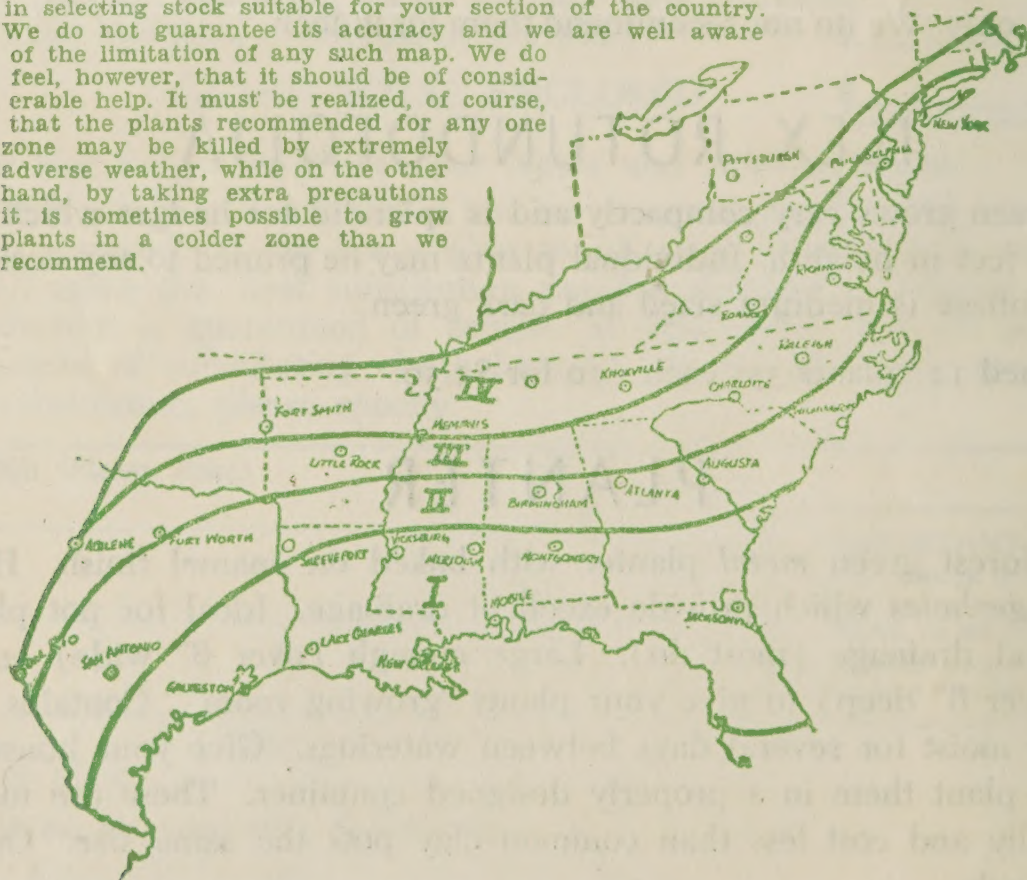 in selecting stock suitable for your section of the country.
We do not guarantee its accuracy and we are well aware
of the limitation of any such map. We do
feel, however, that it should be of consid-
erable help. It must be realized, of course,
that the plants recommended for any one
zone may be killed by extremely
adverse weather, while on the other
hand, by taking extra precautions
it is sometimes possible to grow
plants in a colder zone than we
recommend.
NEW YORK
PITTSBURGH
PHILADELPHIA
RICHMOND
RALEIGH
KNOXVILLE
CHARLOTTE
IV
FORT SMITH
MEMPHIS
III
LITTLE ROCK
AUGUSTA
II
ATLANTA
BIRMINGHAM
ABILENE
FORT WORTH
VICKSBURG
SHREVEPORT
MERIDIAN
MONTGOMERY
I
MOBILE
JACKSONVILLE
LAKE CHARLES
SAN ANTONIO
NEW ORLEANS
GALVESTON